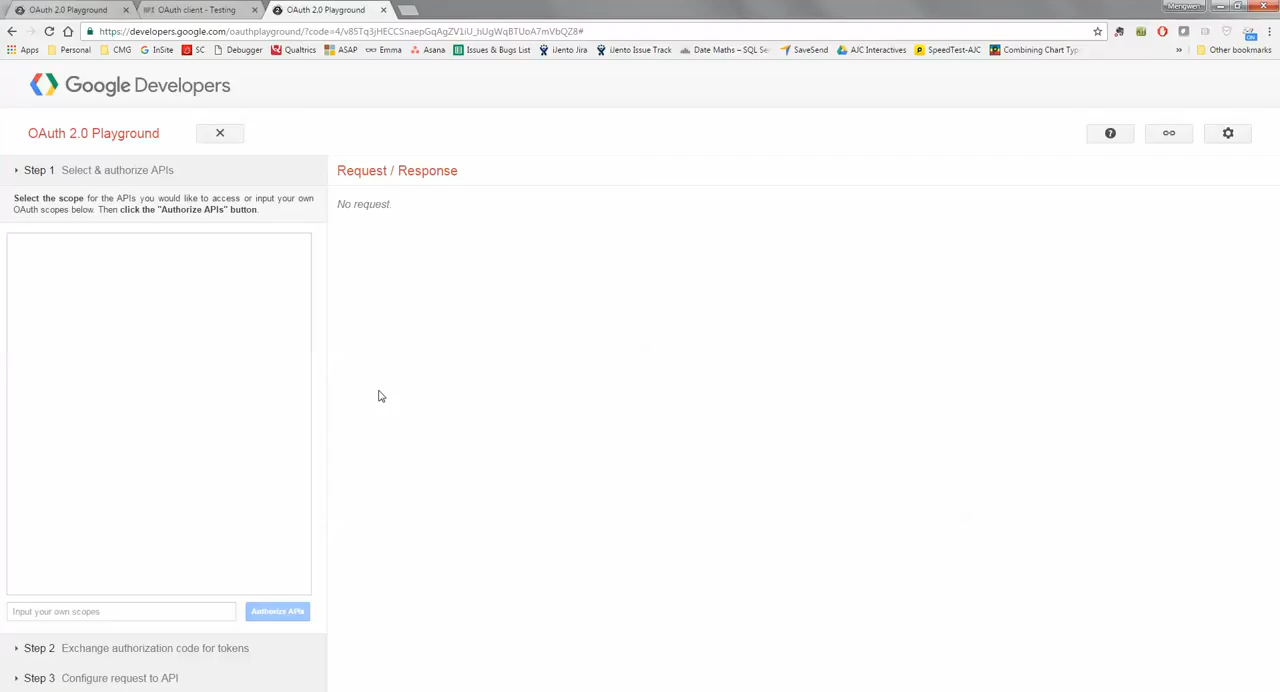 OAuth 2.0 Playground
OAuth client - Testing
OAuth 2.0 Playground
Mengwen
https://developers.google.com/oauthplayground/?code=4/v85Tq3jHECCSnaepGqAgZV1iU_hUgWqBTUoA7mVbQZ8#
Apps Personal CMG InSite SC Debugger Qualtrics ASAP Emma Asana Issues & Bugs List iJento Jira iJento Issue Track Date Maths – SQL Se SaveSend AJC Interactives SpeedTest-AJC Combining Chart Typ » Other bookmarks
ON
Google Developers
OAuth 2.0 Playground
Step 1 Select & authorize APIs
Request / Response
Select the scope for the APIs you would like to access or input your own
OAuth scopes below. Then click the "Authorize APIs" button.
No request.
Input your own scopes
Authorize APIs
Step 2 Exchange authorization code for tokens
Step 3 Configure request to API